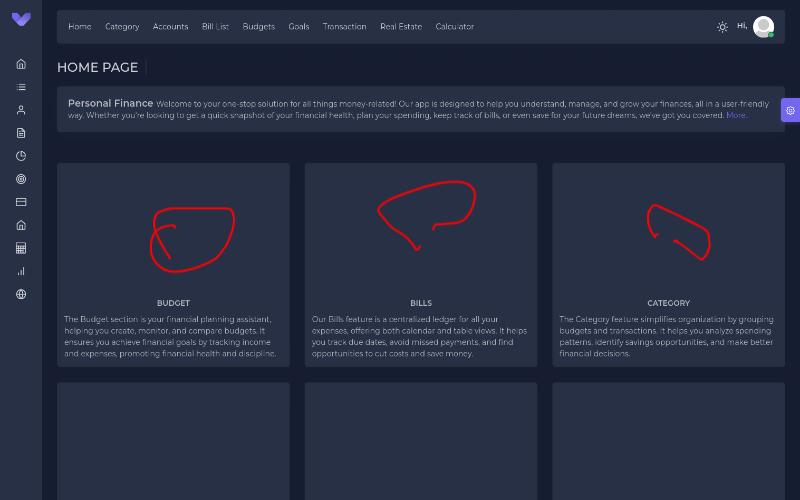 Home Category Accounts Bill List Budgets Goals Transaction Real Estate Calculator Hi,
HOME PAGE
Personal Finance Welcome to your one-stop solution for all things money-related! Our app is designed to help you understand, manage, and grow your finances, all in a user-friendly
way. Whether you're looking to get a quick snapshot of your financial health, plan your spending, keep track of bills, or even save for your future dreams, we've got you covered. More.
BUDGET
The Budget section is your financial planning assistant,
helping you create, monitor, and compare budgets. It
ensures you achieve financial goals by tracking income
and expenses, promoting financial health and discipline.
BILLS
Our Bills feature is a centralized ledger for all your
expenses, offering both calendar and table views. It helps
you track due dates, avoid missed payments, and find
opportunities to cut costs and save money.
CATEGORY
The Category feature simplifies organization by grouping
budgets and transactions. It helps you analyze spending
patterns, identify savings opportunities, and make better
financial decisions.